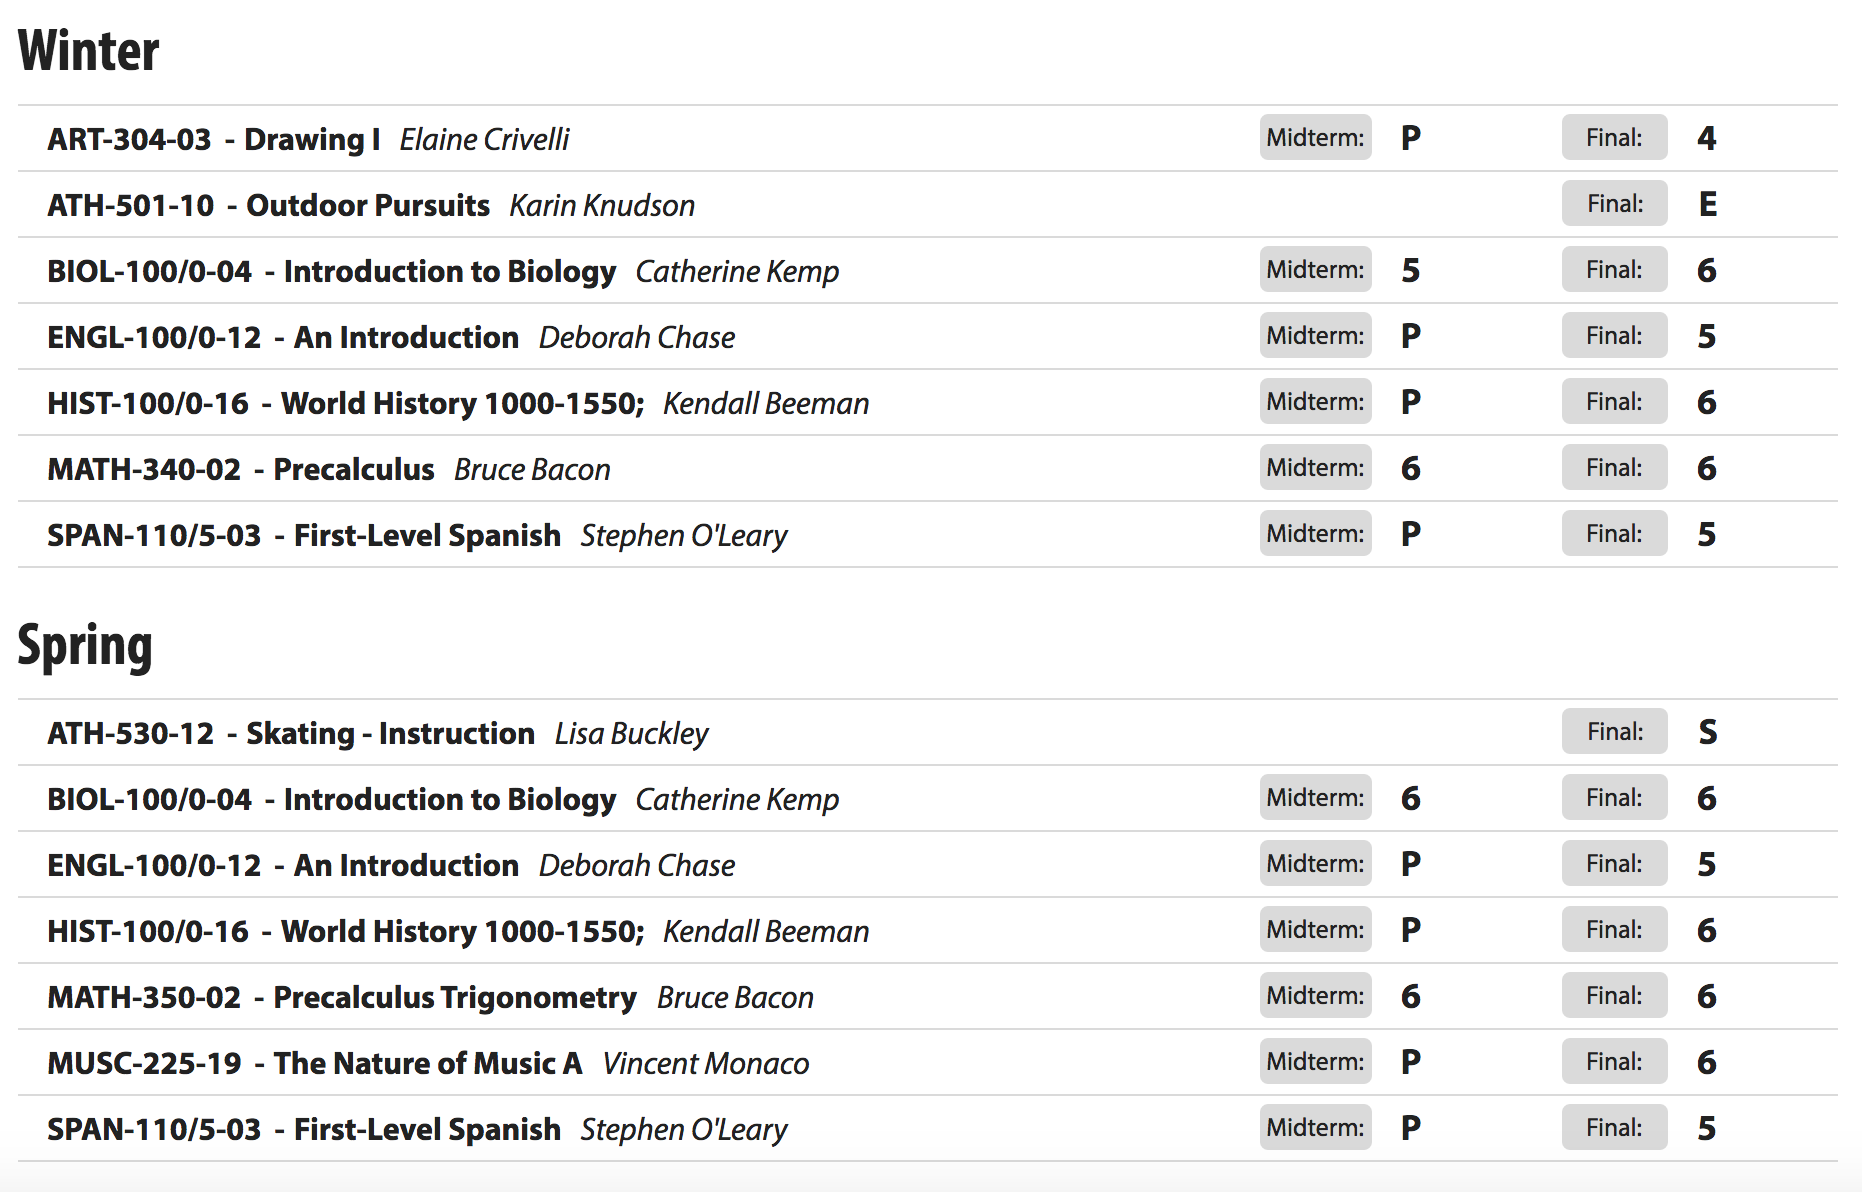 Winter
ART-304-03 - Drawing I Elaine Crivelli Midterm: P Final: 4
ATH-501-10 - Outdoor Pursuits Karin Knudson Final: E
BIOL-100/0-04 - Introduction to Biology Catherine Kemp Midterm: 5 Final: 6
ENGL-100/0-12 - An Introduction Deborah Chase Midterm: P Final: 5
HIST-100/0-16 - World History 1000-1550; Kendall Beeman Midterm: P Final: 6
MATH-340-02 - Precalculus Bruce Bacon Midterm: 6 Final: 6
SPAN-110/5-03 - First-Level Spanish Stephen O'Leary Midterm: P Final: 5
Spring
ATH-530-12 - Skating - Instruction Lisa Buckley Final: S
BIOL-100/0-04 - Introduction to Biology Catherine Kemp Midterm: 6 Final: 6
ENGL-100/0-12 - An Introduction Deborah Chase Midterm: P Final: 5
HIST-100/0-16 - World History 1000-1550; Kendall Beeman Midterm: P Final: 6
MATH-350-02 - Precalculus Trigonometry Bruce Bacon Midterm: 6 Final: 6
MUSC-225-19 - The Nature of Music A Vincent Monaco Midterm: P Final: 6
SPAN-110/5-03 - First-Level Spanish Stephen O'Leary Midterm: P Final: 5